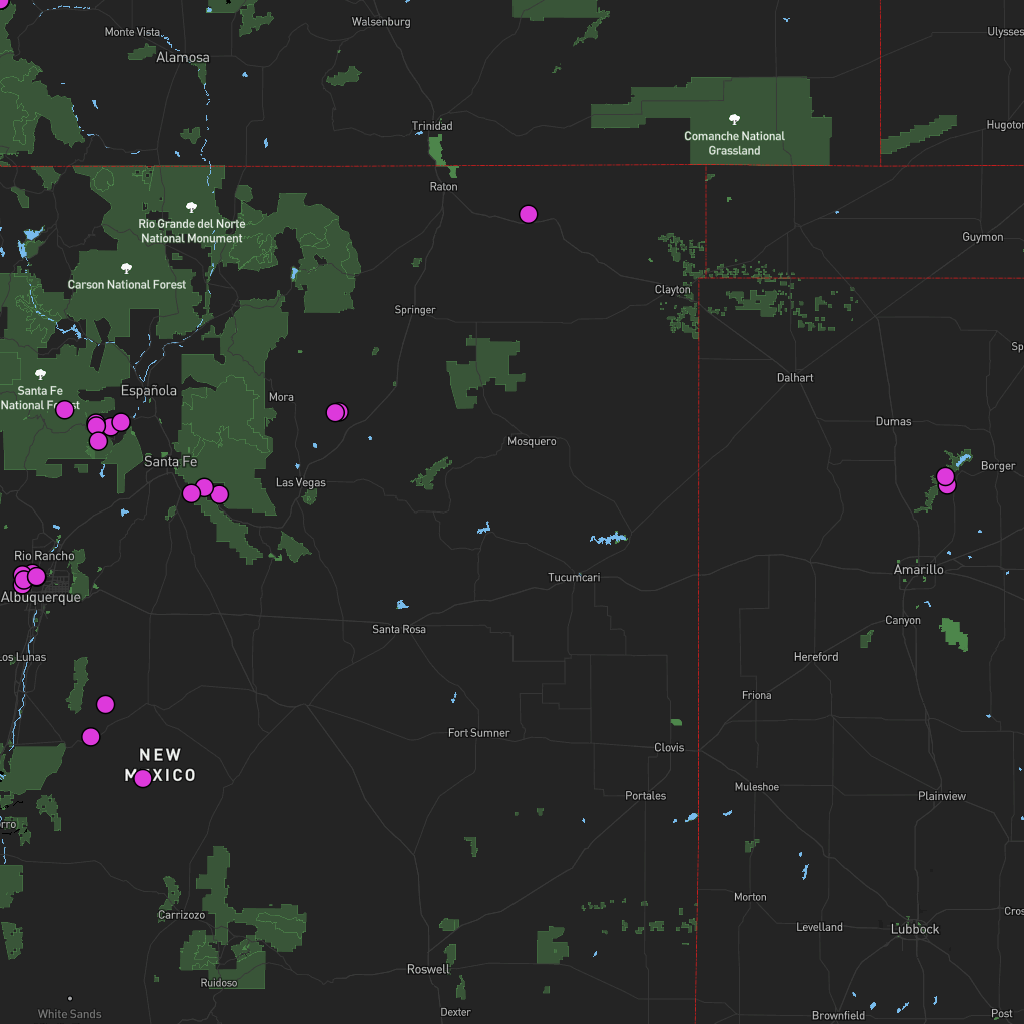 Walsenburg
Monte Vista
Ulysses
Alamosa
Trinidad
Hugoton
Comanche National
Grassland
Raton
Rio Grande del Norte
National Monument
Guymon
Carson National Forest
Clayton
Springer
Santa Fe
National Forest
Española
Mora
Dalhart
Dumas
Mosquero
Santa Fe
Las Vegas
Borger
Rio Rancho
Albuquerque
Tucumcari
Amarillo
Santa Rosa
Canyon
Los Lunas
Hereford
Friona
Fort Sumner
Clovis
NEW
MEXICO
Muleshoe
Portales
Plainview
rro
Morton
Carrizozo
Levelland
Lubbock
Cros
Roswell
Ruidoso
White Sands
Dexter
Brownfield
Post
Sp